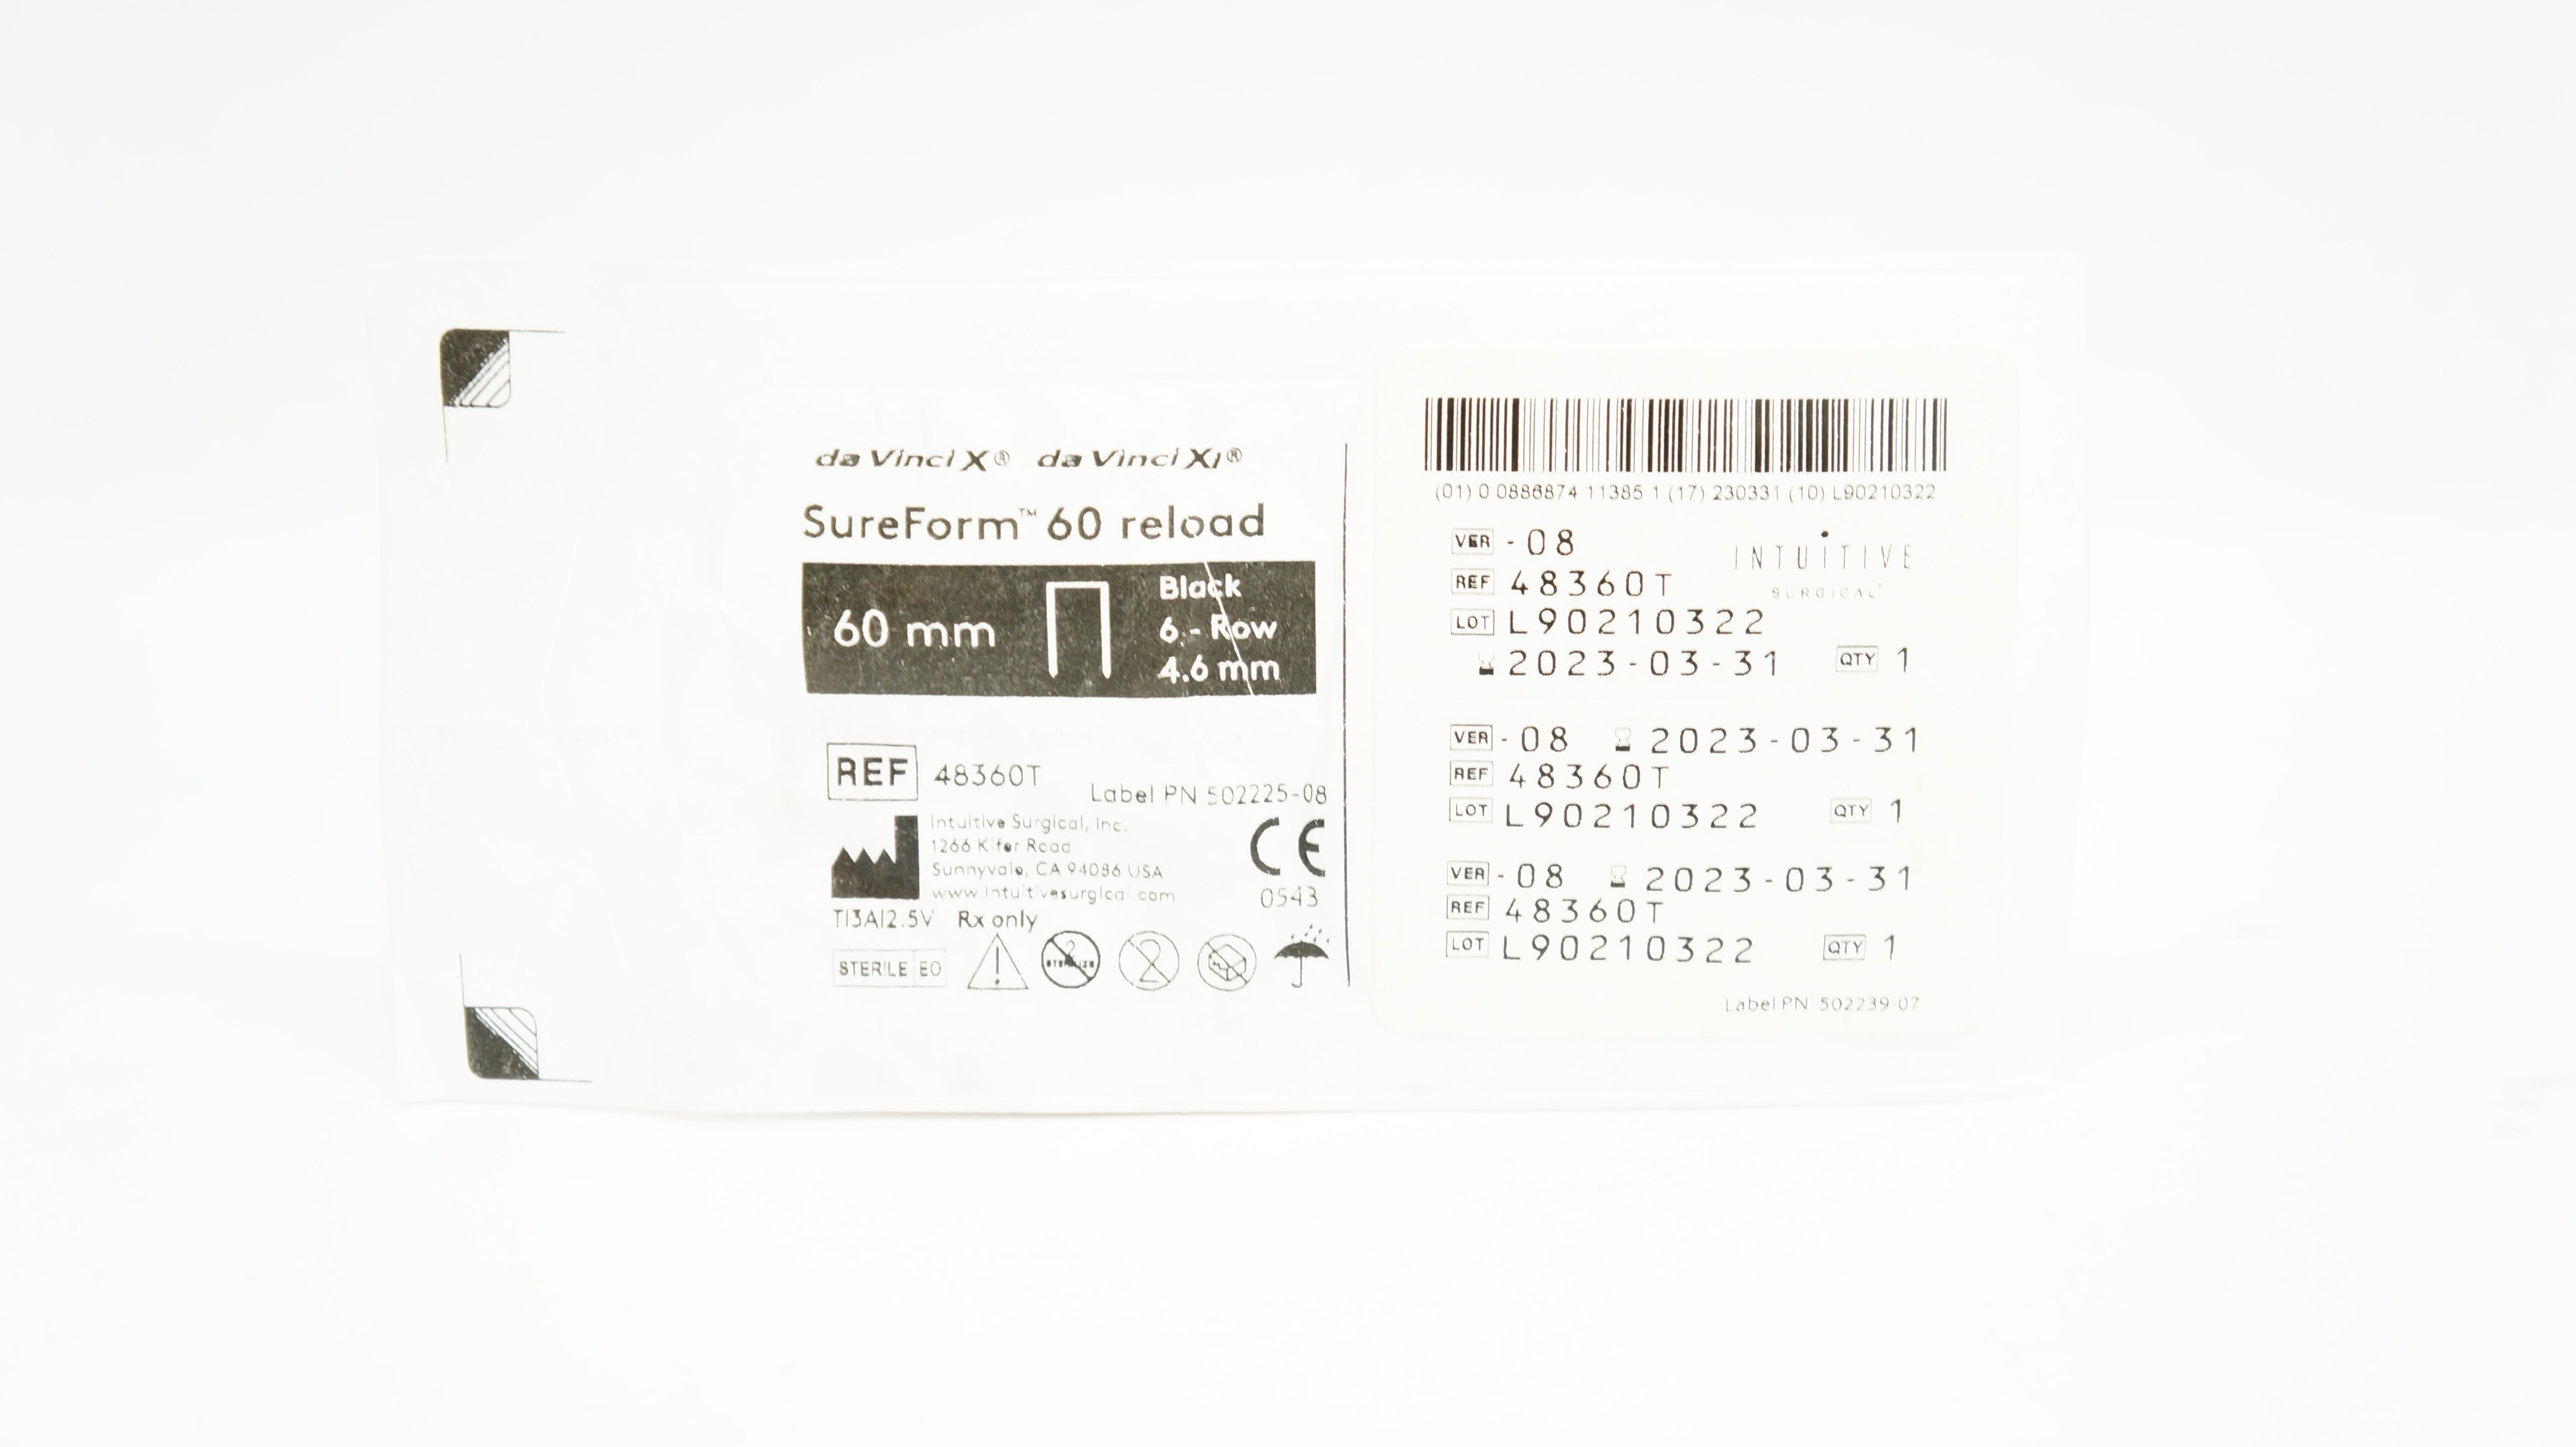 da Vinci X® da Vinci Xi®
SureForm™ 60 reload
60 mm
Black
6 - Row
4.6 mm
REF 48360T
Label PN 502225-08
Intuitive Surgical, Inc.
1266 Kifer Road
Sunnyvale, CA 94086 USA
www.intuitivesurgical.com
CE
0543
TI3Al2.5V Rx only
STERILE EO
2 STERILIZE
2
(01) 0 0886874 11385 1 (17) 230331 (10) L90210322
VER - 08
INTUITIVE
SURGICAL®
REF 48360T
LOT L90210322
2023-03-31 QTY 1
VER - 08 2023-03-31
REF 48360T
LOT L90210322 QTY 1
VER - 08 2023-03-31
REF 48360T
LOT L90210322 QTY 1
Label PN 502239-07